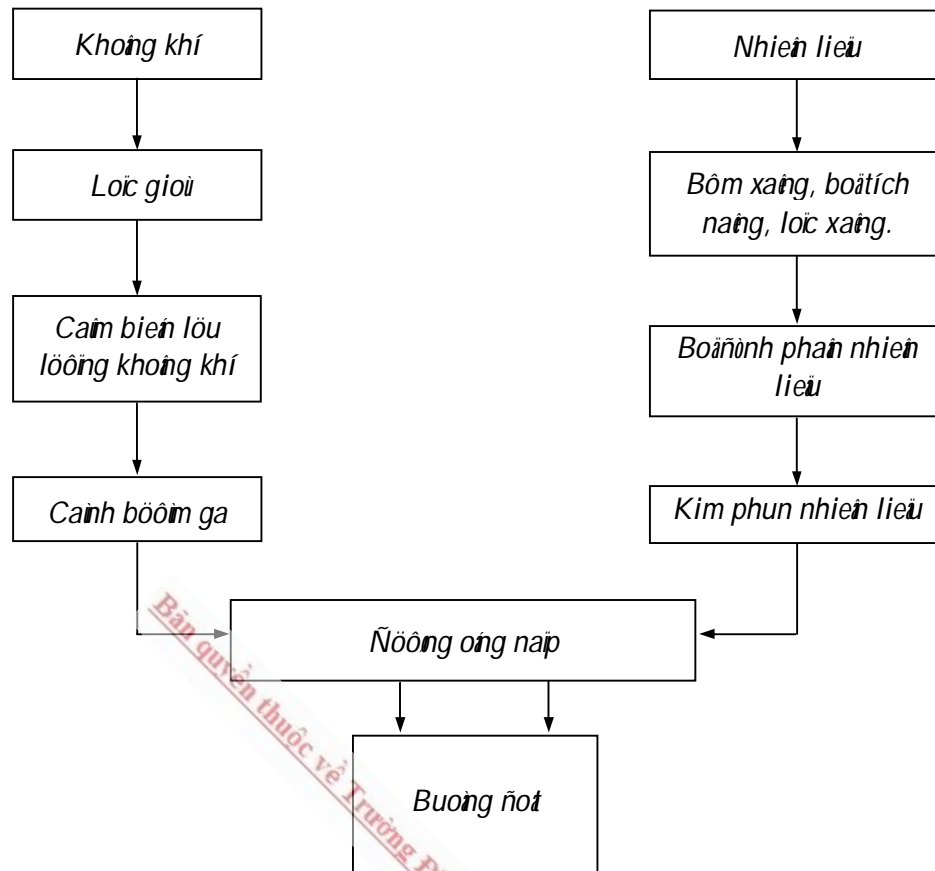 Khoâng khí
Nhieân lieäu
Loïc gioù
Bôm xaêng, boä tích
naêng, loïc xaêng.
Caûm bieán löu
löôïng khoâng khí
Boä ñònh phaân nhieân
lieäu
Caùnh böôùm ga
Kim phun nhieân lieäu
Ñöôøng oáng naïp
Buoàng ñoát
Bản quyền thuộc về Trường